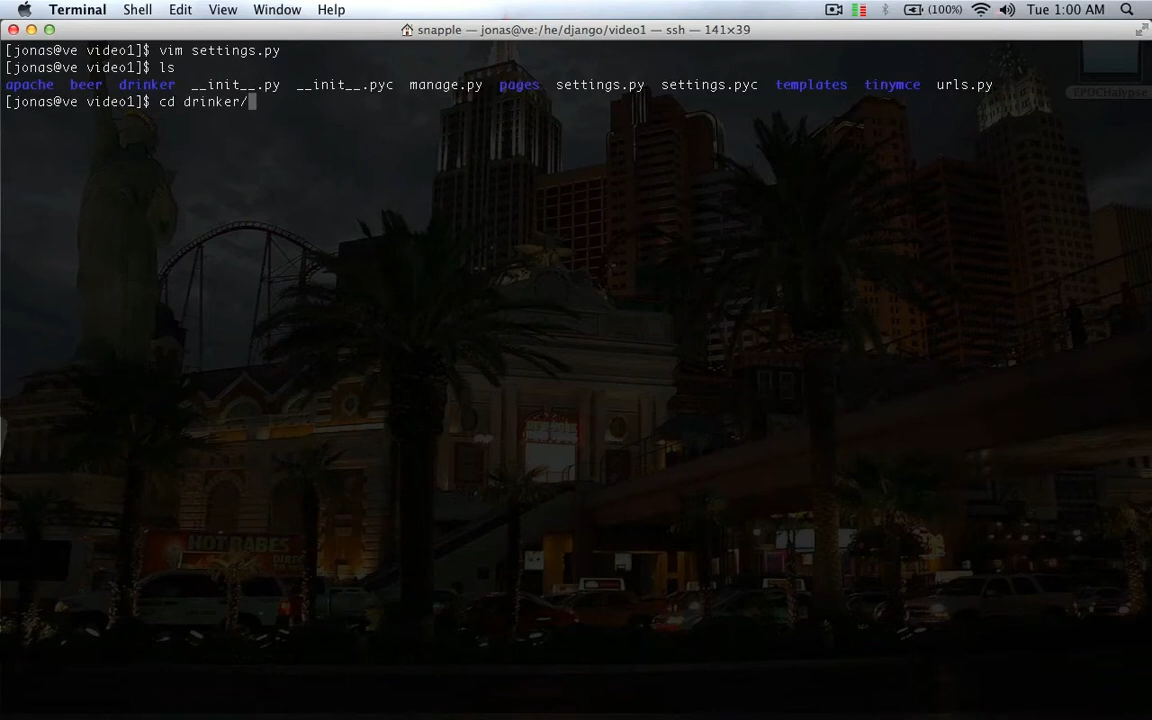 Terminal Shell Edit View Window Help (100%) Tue 1:00 AM
snapple — jonas@ve:/he/django/video1 — ssh — 141×39
[jonas@ve video1]$ vim settings.py
[jonas@ve video1]$ ls
apache beer drinker __init__.py __init__.pyc manage.py pages settings.py settings.pyc templates tinymce urls.py
[jonas@ve video1]$ cd drinker/
EPOCHalypse
HOT BABES
DIRECT